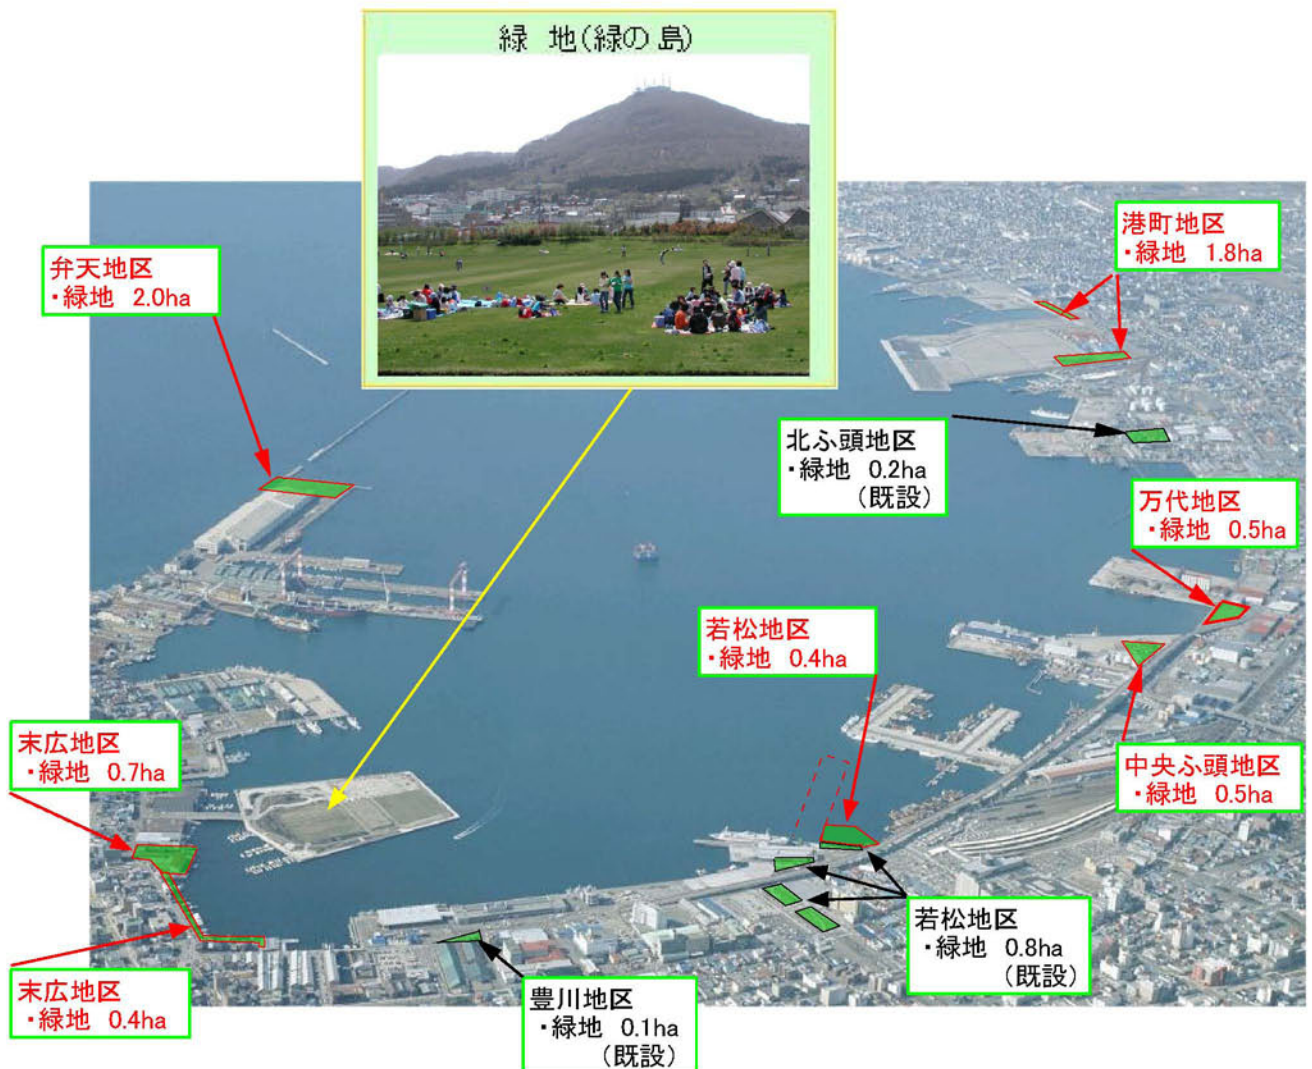 緑 地(緑の島)
弁天地区
・緑地 2.0ha
港町地区
・緑地 1.8ha
北ふ頭地区
・緑地 0.2ha
(既設)
万代地区
・緑地 0.5ha
若松地区
・緑地 0.4ha
中央ふ頭地区
・緑地 0.5ha
末広地区
・緑地 0.7ha
若松地区
・緑地 0.8ha
(既設)
末広地区
・緑地 0.4ha
豊川地区
・緑地 0.1ha
(既設)